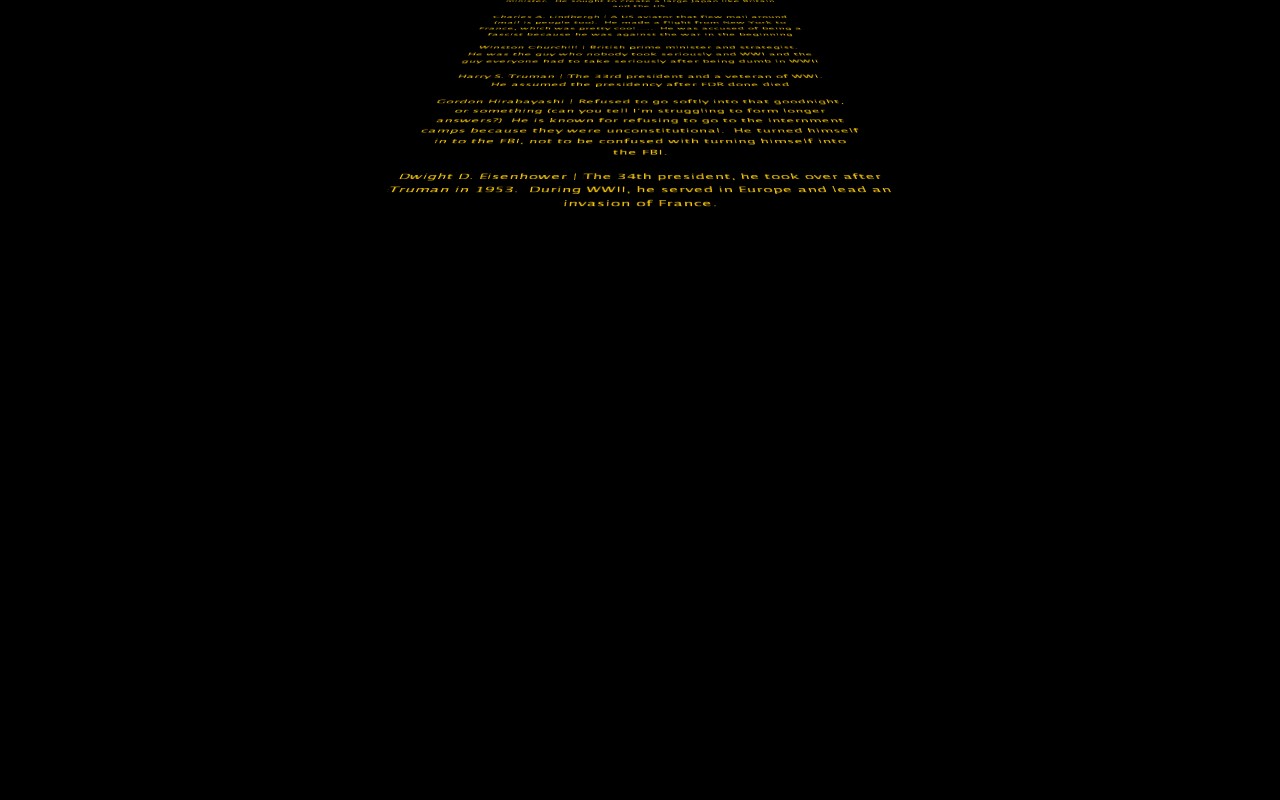 minister. He sought to create a large Japan like Britain
and the US
Charles A. Lindbergh | A US aviator that flew mail around
(mail is people too). He made a flight from New York to
France, which was pretty cool. He was accused of being a
fascist because he was against the war in the beginning
Winston Churchill | British prime minister and strategist.
He was the guy who nobody took seriously and WWI and the
guy everyone had to take seriously after being dumb in WWII
Harry S. Truman | The 33rd president and a veteran of WWI.
He assumed the presidency after FDR done died
Gordon Hirabayashi | Refused to go softly into that goodnight,
or something (can you tell I'm struggling to form longer
answers?) He is known for refusing to go to the internment
camps because they were unconstitutional. He turned himself
in to the FBI, not to be confused with turning himself into
the FBI.
Dwight D. Eisenhower | The 34th president, he took over after
Truman in 1953. During WWII, he served in Europe and lead an
invasion of France.